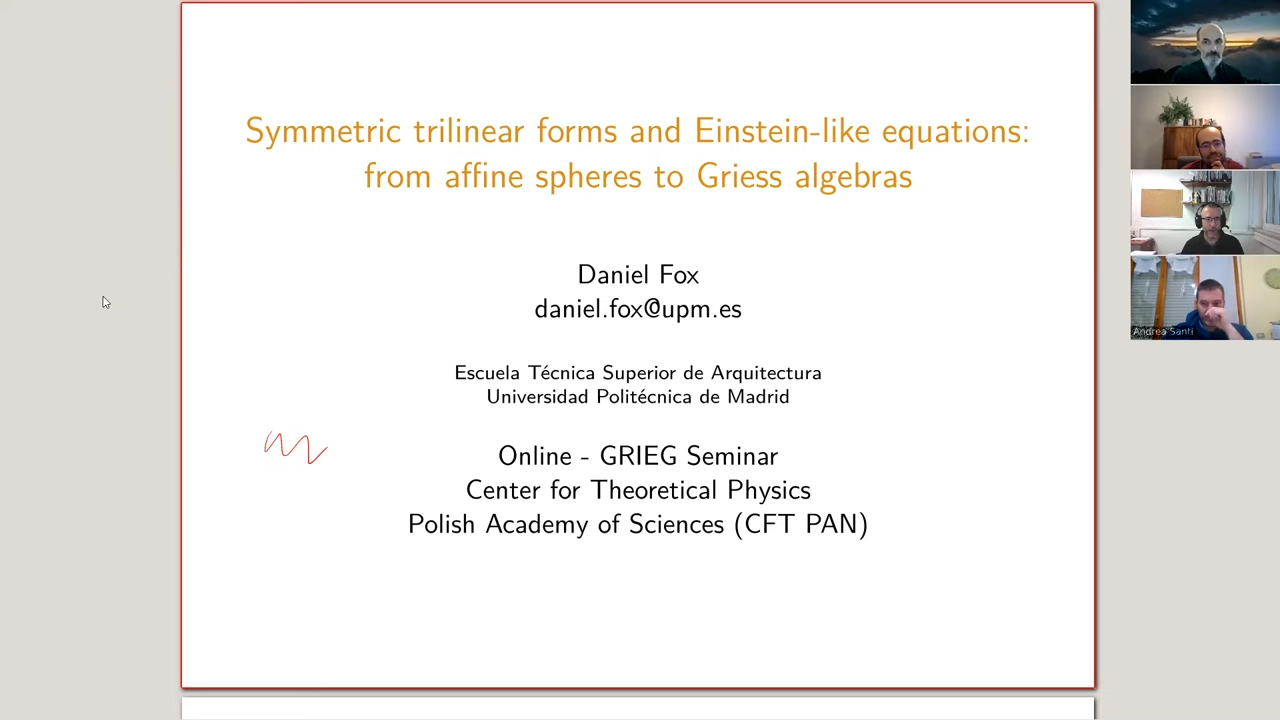 Symmetric trilinear forms and Einstein-like equations:
from affine spheres to Griess algebras
Daniel Fox
daniel.fox@upm.es
Escuela Técnica Superior de Arquitectura
Universidad Politécnica de Madrid
Online - GRIEG Seminar
Center for Theoretical Physics
Polish Academy of Sciences (CFT PAN)
Andrea Santi